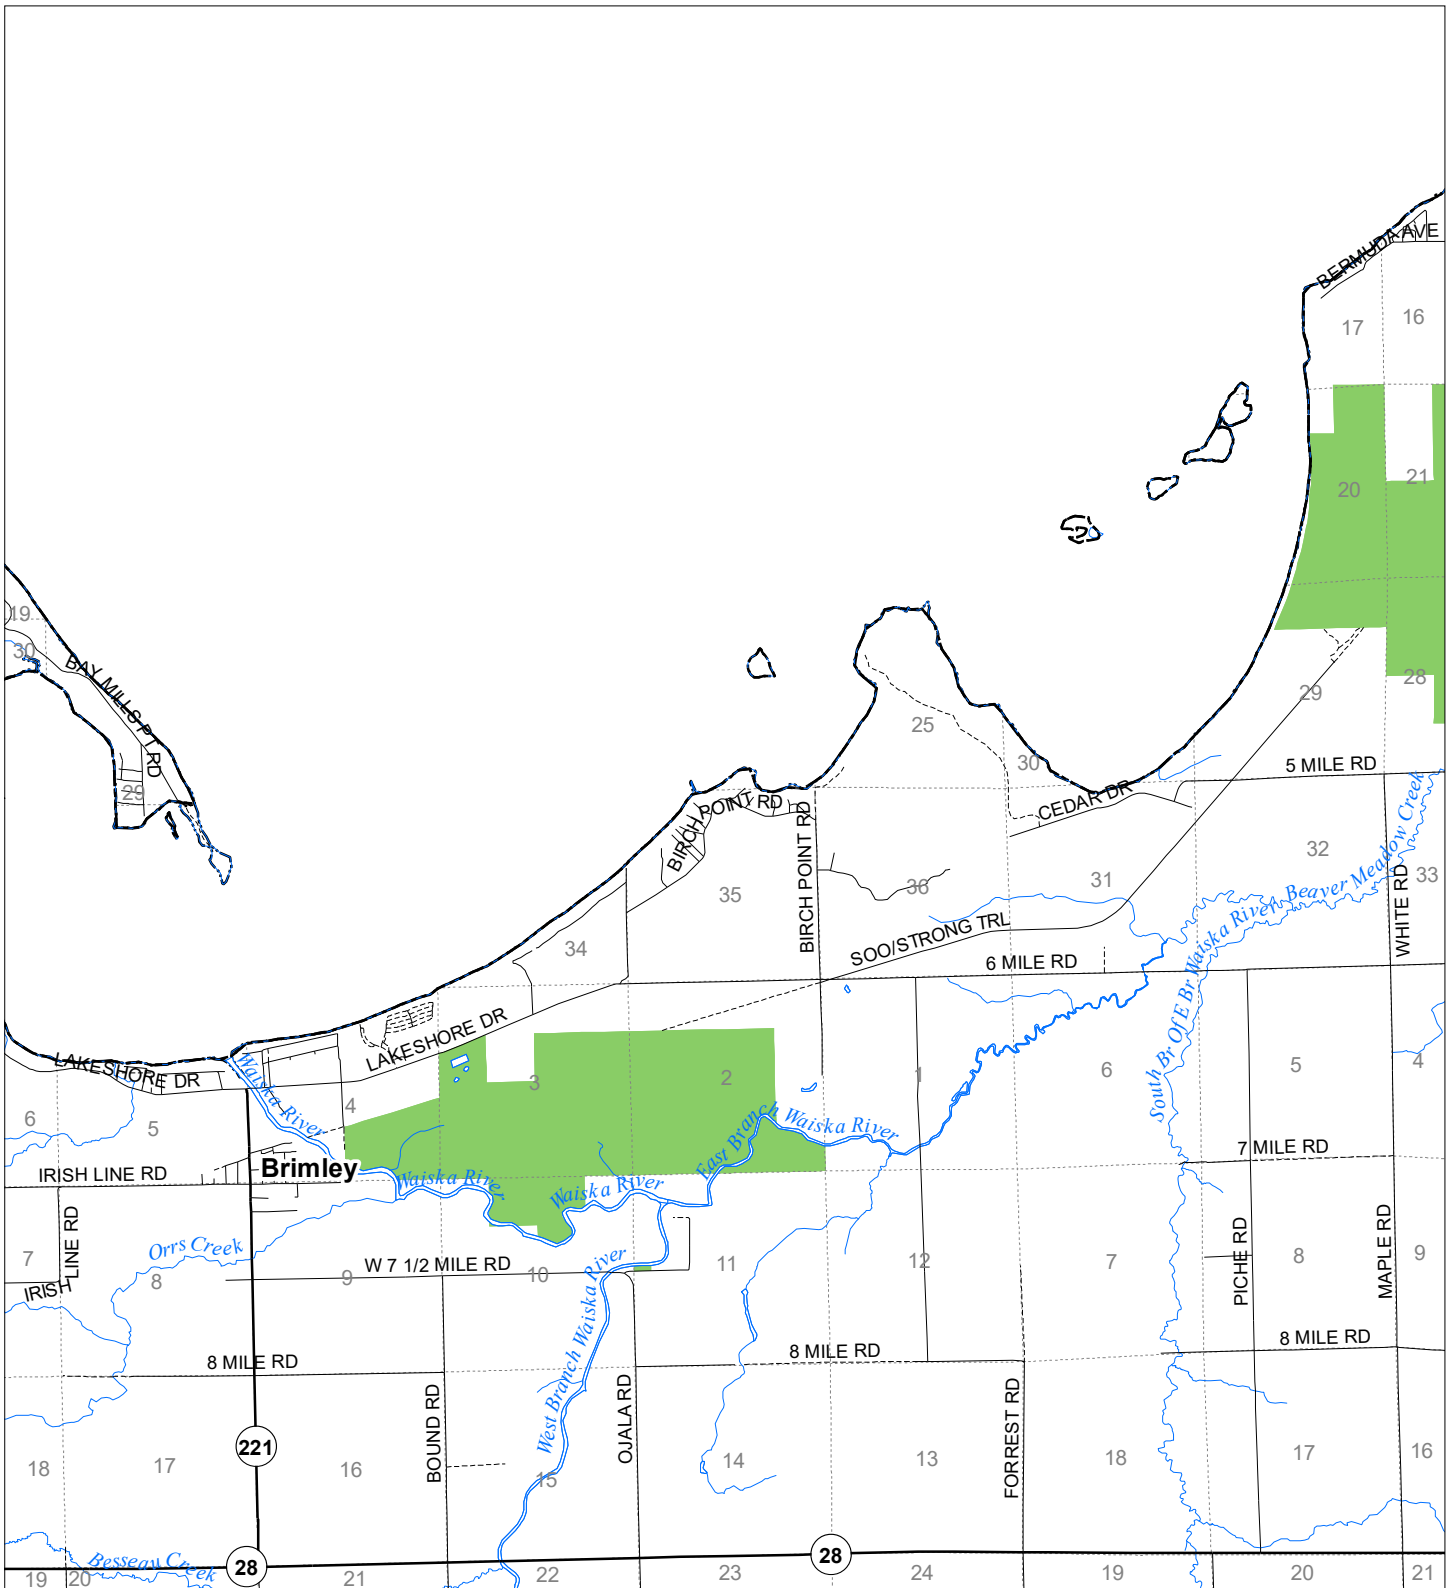 BERMUDA AVE
17
16
21
20
19
30
BAY MILLS PT RD
29
28
29
25
30
5 MILE RD
CEDAR DR
BIRCH POINT RD
BIRCH POINT RD
35
36
31
32
33
WHITE RD
South Br Of E Br Waiska River
Beaver Meadow Creek
34
SOO/STRONG TRL
6 MILE RD
LAKESHORE DR
LAKESHORE DR
Waiska River
6
5
4
3
2
1
6
5
4
East Branch Waiska River
7 MILE RD
IRISH LINE RD
Brimley
Waiska River
Waiska River
IRISH LINE RD
Orrs Creek
7
8
9
W 7 1/2 MILE RD
10
11
12
7
PICHE RD
8
MAPLE RD
9
West Branch Waiska River
8 MILE RD
8 MILE RD
8 MILE RD
BOUND RD
OJALA RD
FORREST RD
221
18
17
16
15
14
13
18
17
16
28
28
Besseau Creek
19
20
21
22
23
24
19
20
21